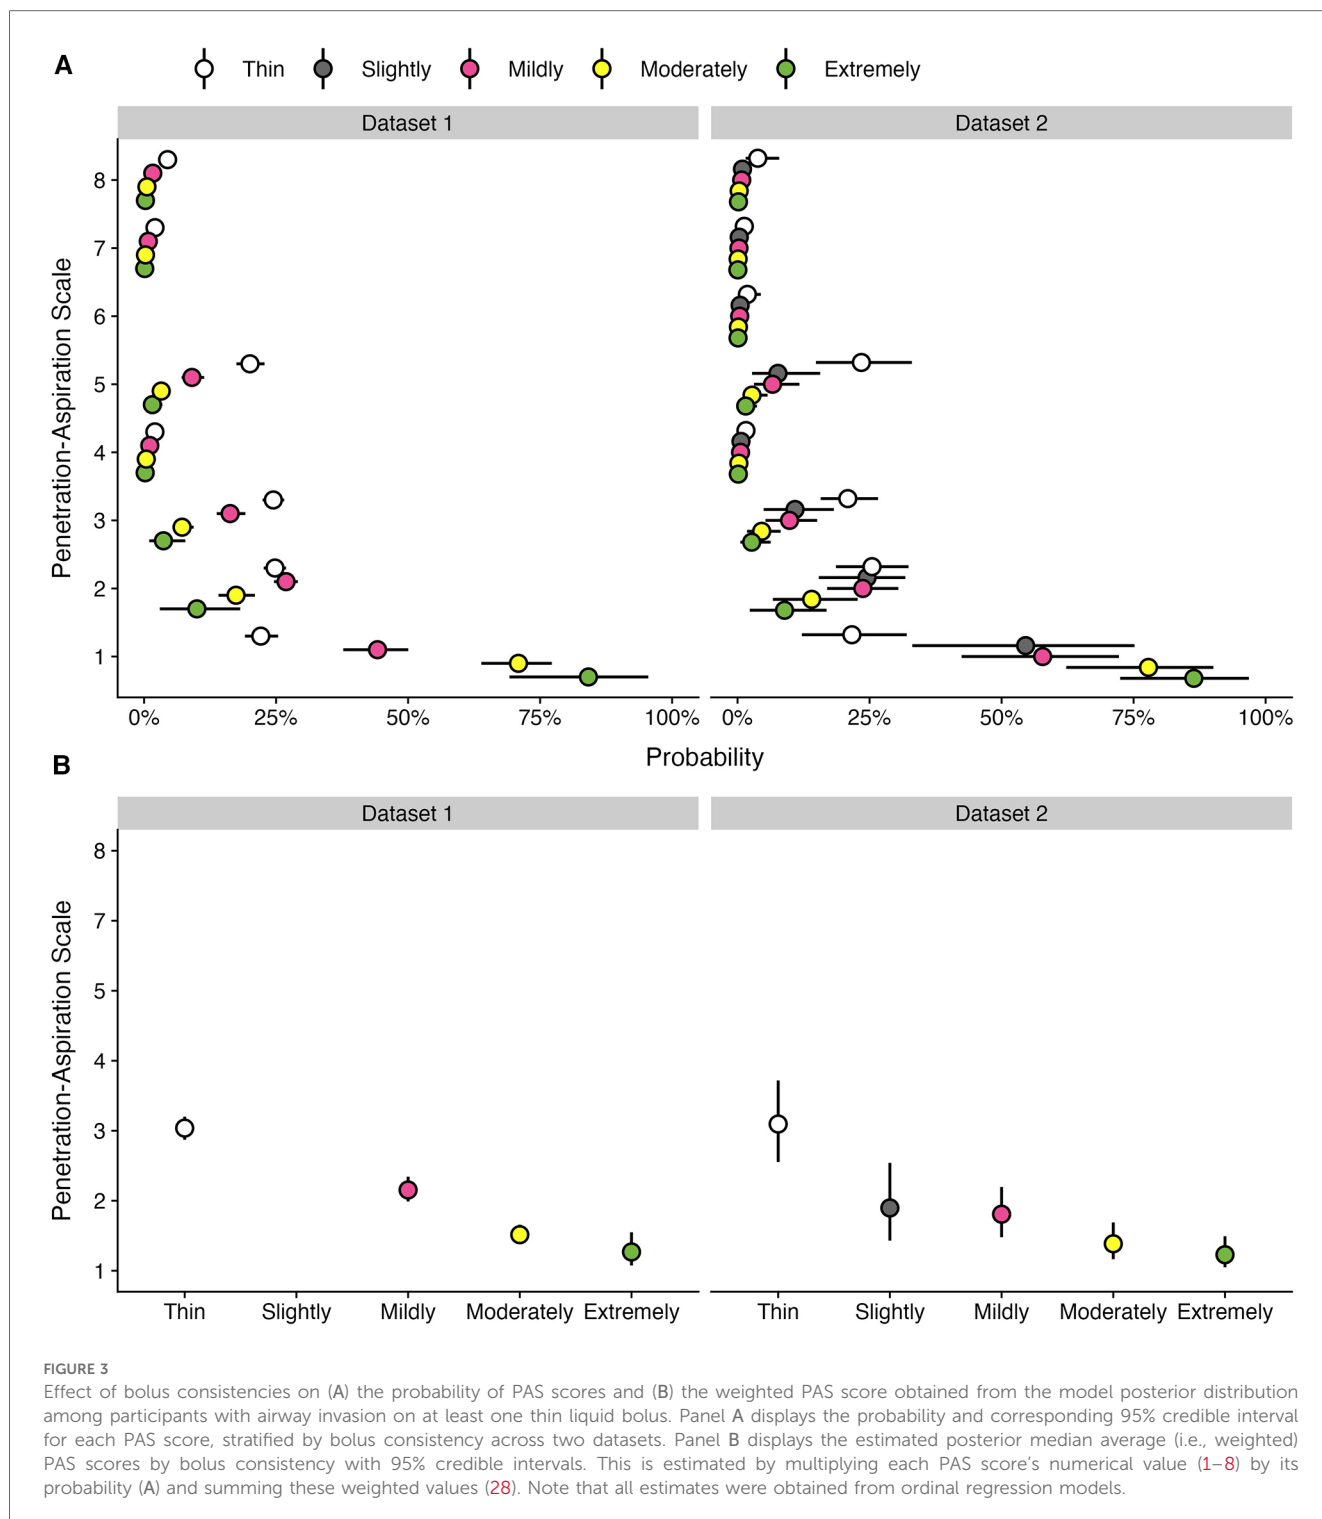 A
Thin Slightly Mildly Moderately Extremely
Dataset 1 Dataset 2
Penetration-Aspiration Scale
8
7
6
5
4
3
2
1
0% 25% 50% 75% 100% 0% 25% 50% 75% 100%
Probability
B
Dataset 1 Dataset 2
Penetration-Aspiration Scale
8
7
5
4
3
2
1
Thin Slightly Mildly Moderately Extremely Thin Slightly Mildly Moderately Extremely
FIGURE 3
Effect of bolus consistencies on (A) the probability of PAS scores and (B) the weighted PAS score obtained from the model posterior distribution
among participants with airway invasion on at least one thin liquid bolus. Panel A displays the probability and corresponding 95% credible interval
for each PAS score, stratified by bolus consistency across two datasets. Panel B displays the estimated posterior median average (i.e., weighted)
PAS scores by bolus consistency with 95% credible intervals. This is estimated by multiplying each PAS score's numerical value (1–8) by its
probability (A) and summing these weighted values (28). Note that all estimates were obtained from ordinal regression models.